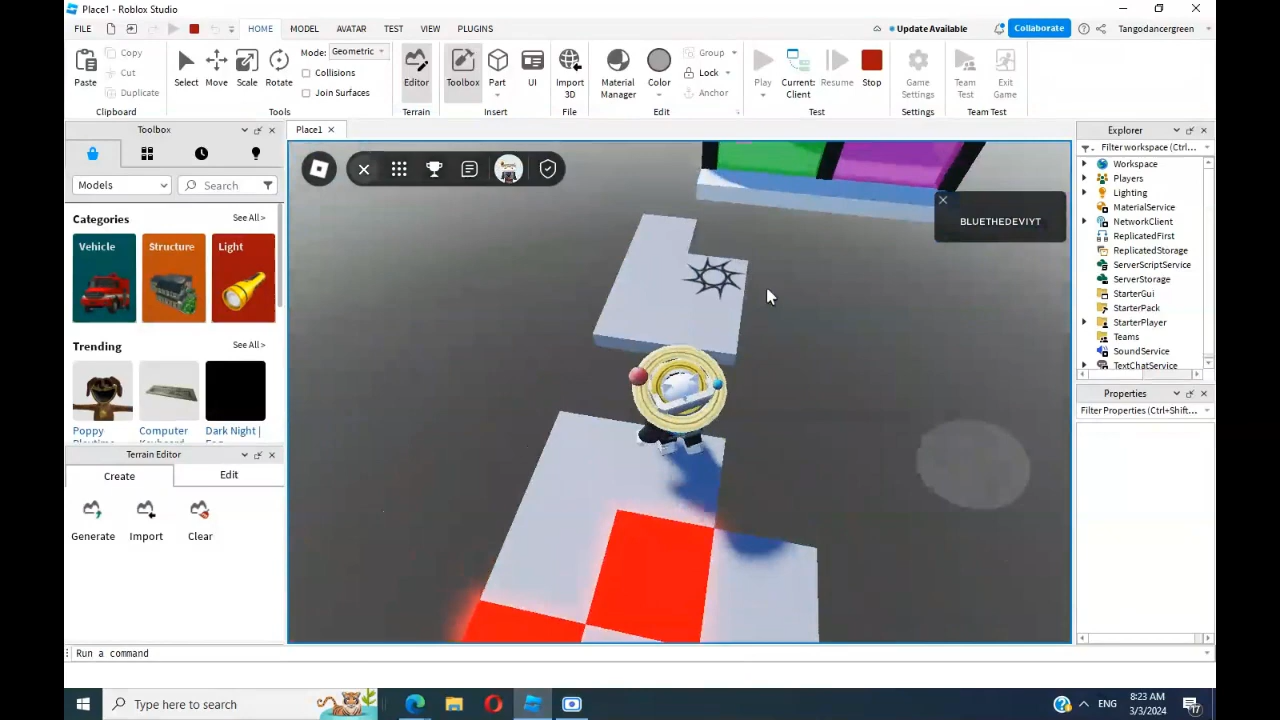 Place1 - Roblox Studio
FILE HOME MODEL AVATAR TEST VIEW PLUGINS Update Available Collaborate Tangodancergreen
Paste Copy Cut Duplicate
Clipboard
Select Move Scale Rotate Mode: Geometric Collisions Join Surfaces
Tools
Editor
Terrain
Toolbox Part UI
Insert
Import 3D
File
Material Manager Color Group Lock Anchor
Edit
Play Current: Client Resume Stop
Test
Game Settings
Settings
Team Test Exit Game
Team Test
Toolbox
Models Search
Categories See All >
Vehicle Structure Light
Trending See All >
Poppy Computer Dark Night |
Playtime Keyboard
Terrain Editor
Create Edit
Generate Import Clear
Place1
BLUETHEDEVIYT
Explorer
Filter workspace (Ctrl+...
Workspace
Players
Lighting
MaterialService
NetworkClient
ReplicatedFirst
ReplicatedStorage
ServerScriptService
ServerStorage
StarterGui
StarterPack
StarterPlayer
Teams
SoundService
TextChatService
Properties
Filter Properties (Ctrl+Shift...
Run a command
Type here to search
ENG
8:23 AM
3/3/2024
17